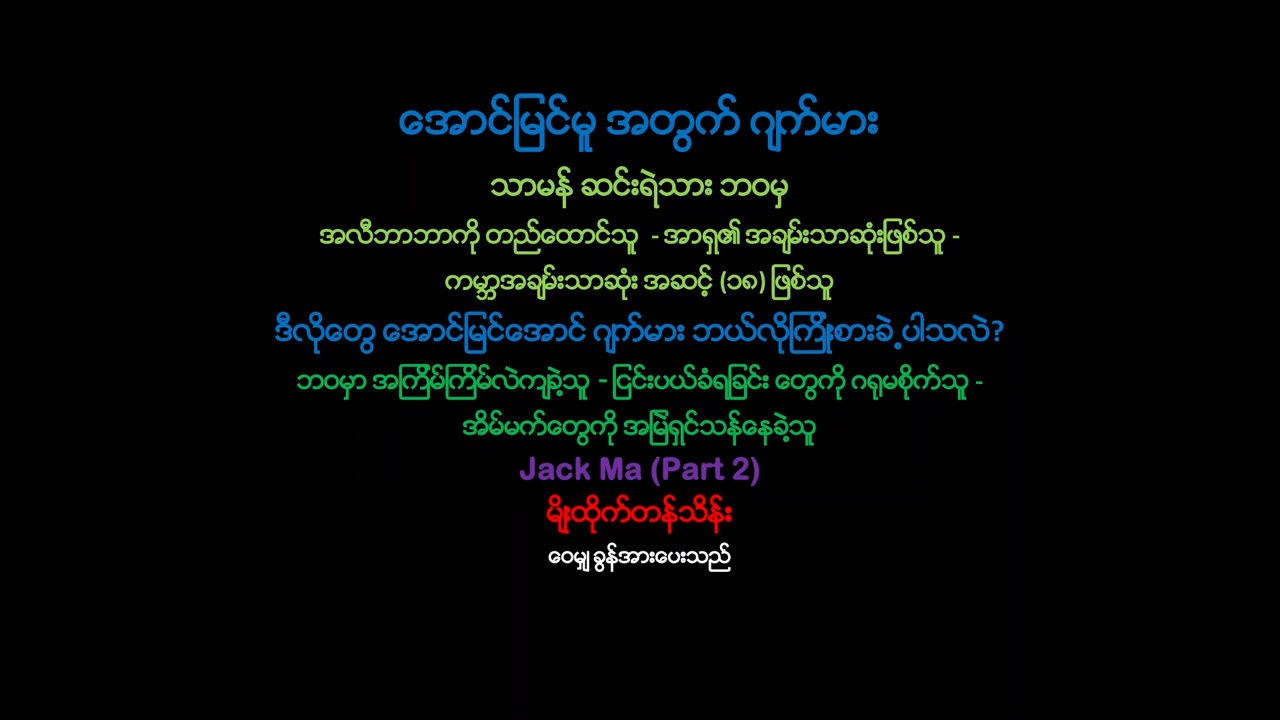 အောင်မြင်မူ အတွက် ဂျက်မား
သာမန် ဆင်းရဲသား ဘဝမှ
အလီဘာဘာကို တည်ထောင်သူ - အာရှ၏ အချမ်းသာဆုံးဖြစ်သူ -
ကမ္ဘာ့အချမ်းသာဆုံး အဆင့် (၁၈) ဖြစ်သူ
ဒီလိုတွေ အောင်မြင်အောင် ဂျက်မား ဘယ်လိုကြိုးစားခဲ့ပါသလဲ?
ဘဝမှာ အကြိမ်ကြိမ်လဲကျခဲ့သူ - ငြင်းပယ်ခံရခြင်း တွေကို ဂရုမစိုက်သူ -
အိမ်မက်တွေကို အမြဲရှင်သန်နေခဲ့သူ
Jack Ma (Part 2)
မျိုးထိုက်တန်သိန်း
ဝေမျှ ခွန်အားပေးသည်